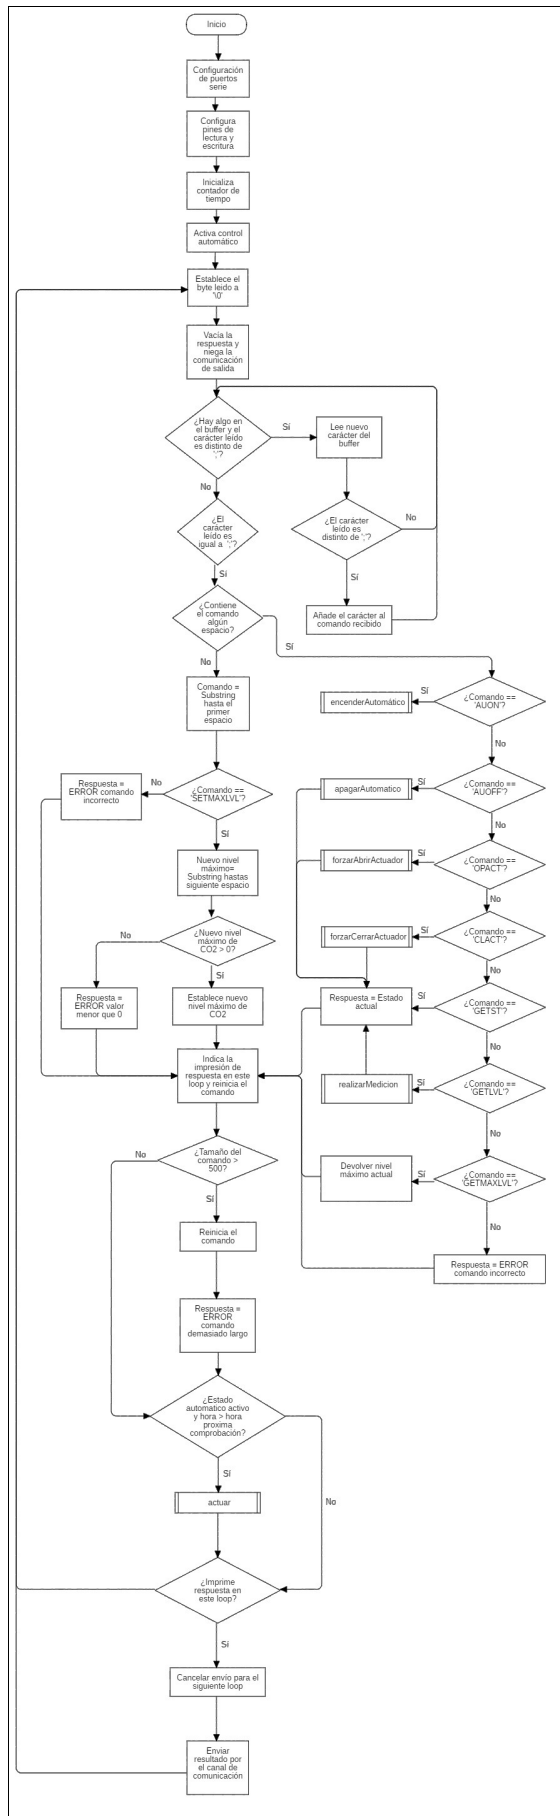 Inicio
Configuración
de puertos
serie
Configura
pines de
lectura y
escritura
Inicializa
contador de
tiempo
Activa control
automático
Establece el
byte leido a
'\0'
Vacía la
respuesta y
niega la
comunicación
de salida
¿Hay algo en
el buffer y el
carácter leído
es distinto de
';'?
Sí
Lee nuevo
carácter del
buffer
No
¿El
carácter
leído es
igual a ';'?
¿El carácter
leído es
distinto de ';'?
No
Sí
Sí
Añade el carácter al
comando recibido
¿Contiene
el comando
algún
espacio?
Sí
No
Comando =
Substring
hasta el
primer
espacio
encenderAutomático
Sí
¿Comando ==
'AUON'?
No
Respuesta =
ERROR comando
incorrecto
No
¿Comando ==
'SETMAXLVL'?
Sí
apagarAutomatico
Sí
¿Comando ==
'AUOFF'?
No
Nuevo nivel
máximo=
Substring hastas
siguiente espacio
forzarAbrirActuador
Sí
¿Comando ==
'OPACT'?
No
No
¿Nuevo nivel
máximo de
CO2 > 0?
Sí
forzarCerrarActuador
Sí
¿Comando ==
'CLACT'?
No
Respuesta =
ERROR valor
menor que 0
Establece nuevo
nivel máximo de
CO2
Respuesta = Estado
actual
Sí
¿Comando ==
'GETST'?
No
Indica la
impresión de
respuesta en este
loop y reinicia el
comando
realizarMedicion
Sí
¿Comando ==
'GETLVL'?
No
No
¿Tamaño del
comando >
500?
Sí
Devolver nivel
máximo actual
Sí
¿Comando ==
'GETMAXLVL'?
No
Reinicia el
comando
Respuesta = ERROR
comando incorrecto
Respuesta =
ERROR
comando
demasiado largo
¿Estado
automatico activo
y hora > hora
proxima
comprobación?
Sí
No
actuar
¿Imprime
respuesta en
este loop?
Sí
Cancelar envío para el
siguiente loop
Enviar
resultado por
el canal de
comunicación